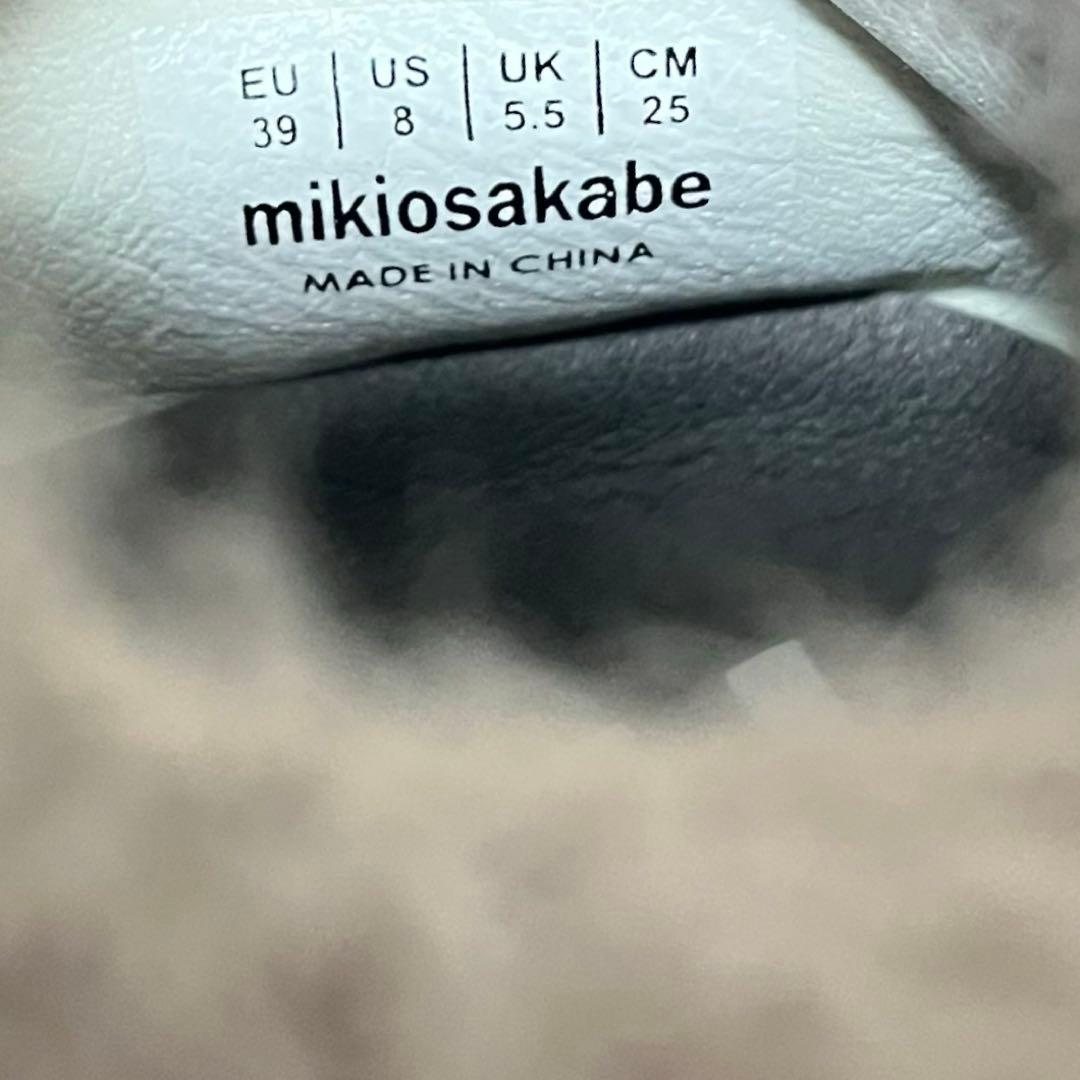 EU | US | UK | CM
39 | 8 | 5.5 | 25
mikiosakabe
MADE IN CHINA